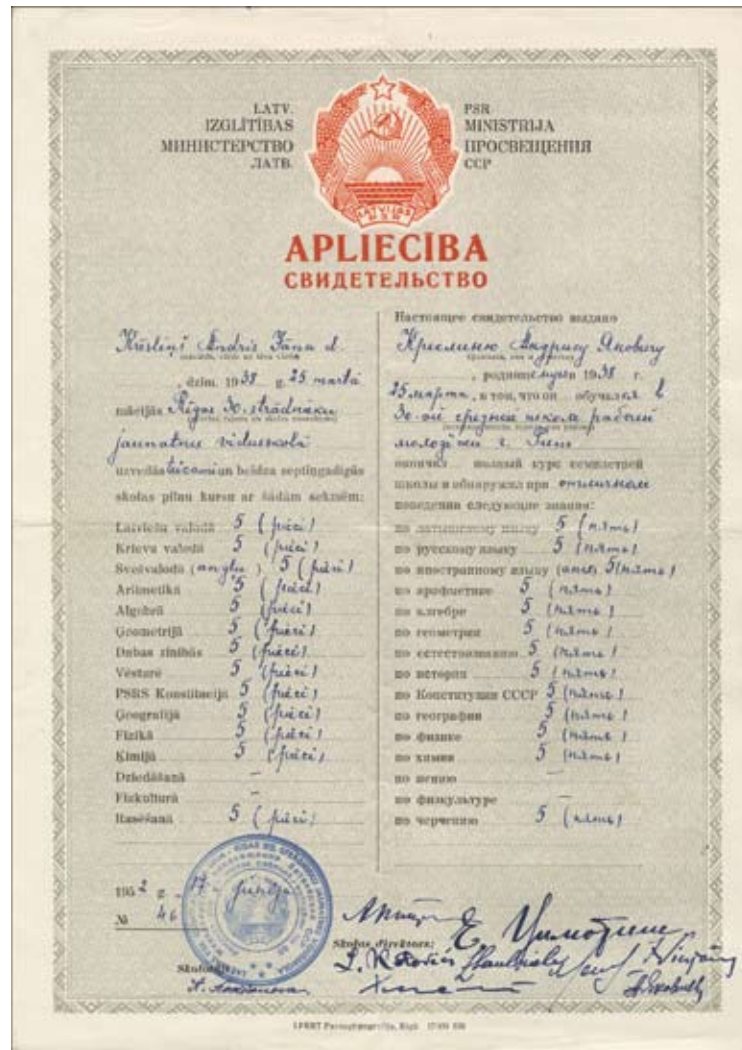 LATV. PSR
IZGLĪTĪBAS MINISTRIJA
МИНИСТЕРСТВО ПРОСВЕЩЕНИЯ
ЛАТВ. ССР
LATVIJAS
PSR
APLIECĪBA
СВИДЕТЕЛЬСТВО
Krēsliņš Andris Jāņa d.
, dzim. 1938 g. 25 martā
mācījās Rīgas 30. strādnieku
jaunatnes vidusskolā
uzvedās teicami un beidza septiņgadīgās
skolas pilnu kursu ar šādām sekmēm:
Latviešu valodā 5 (pieci)
Krievu valodā 5 (pieci)
Svešvalodā (angļu) 5 (pieci)
Aritmētikā 5 (pieci)
Algebrā 5 (pieci)
Ģeometrijā 5 (pieci)
Dabas zinībās 5 (pieci)
Vēsturē 5 (pieci)
PSRS Konstitūcijā 5 (pieci)
Ģeogrāfijā 5 (pieci)
Fizikā 5 (pieci)
Ķīmijā 5 (pieci)
Dziedāšanā –
Fizkultūrā –
Rasēšanā 5 (pieci)
Настоящее свидетельство выдано
Креслиню Андрису Яковичу
, родившемуся в 1938 г.
25 марта, в том, что он обучался в
30-ой средней школе рабочей
молодёжи г. Риги
окончил полный курс семилетней
школы и обнаружил при отличном
поведении следующие знания:
по латышскому языку 5 (пять)
по русскому языку 5 (пять)
по иностранному языку (англ) 5 (пять)
по арифметике 5 (пять)
по алгебре 5 (пять)
по геометрии 5 (пять)
по естествознанию 5 (пять)
по истории 5 (пять)
по Конституции СССР 5 (пять)
по географии 5 (пять)
по физике 5 (пять)
по химии 5 (пять)
по пению –
по физкультуре –
по черчению 5 (пять)
1952 g. 17 jūnijā
№ 46
Skolas direktors: